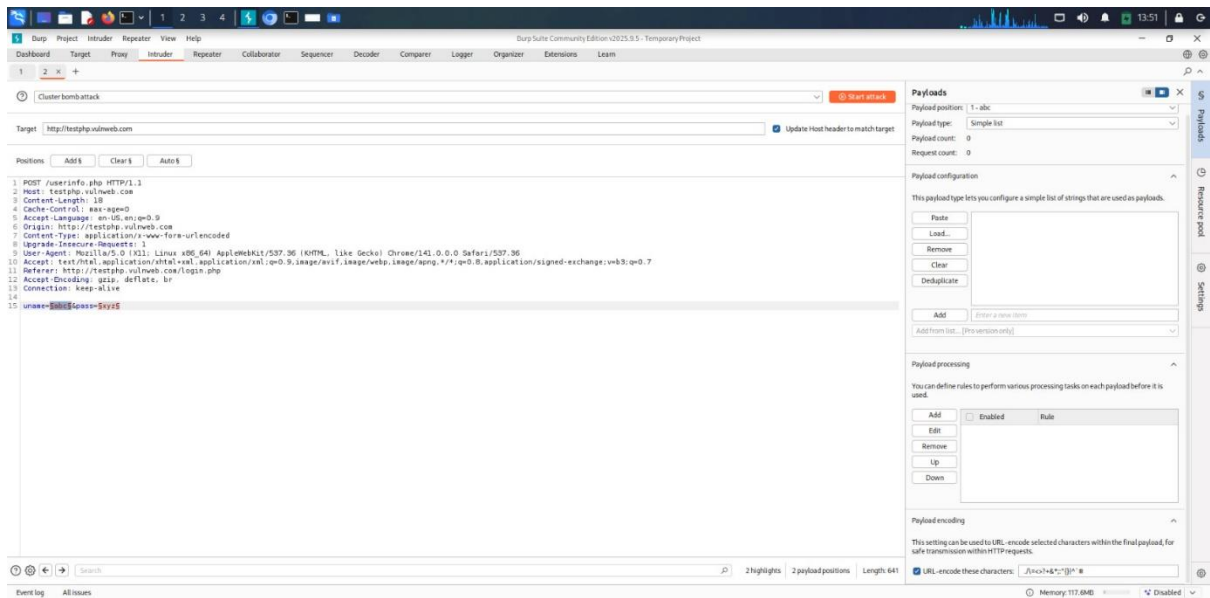 1 2 3 4
13:51
Burp Project Intruder Repeater View Help
Burp Suite Community Edition v2025.9.5 - Temporary Project
Dashboard Target Proxy Intruder Repeater Collaborator Sequencer Decoder Comparer Logger Organizer Extensions Learn
1 2 × +
Cluster bomb attack
Start attack
Target http://testphp.vulnweb.com
Update Host header to match target
Positions Add § Clear § Auto §
1 POST /userinfo.php HTTP/1.1
2 Host: testphp.vulnweb.com
3 Content-Length: 18
4 Cache-Control: max-age=0
5 Accept-Language: en-US,en;q=0.9
6 Origin: http://testphp.vulnweb.com
7 Content-Type: application/x-www-form-urlencoded
8 Upgrade-Insecure-Requests: 1
9 User-Agent: Mozilla/5.0 (X11; Linux x86_64) AppleWebKit/537.36 (KHTML, like Gecko) Chrome/141.0.0.0 Safari/537.36
10 Accept: text/html,application/xhtml+xml,application/xml;q=0.9,image/avif,image/webp,image/apng,*/*;q=0.8,application/signed-exchange;v=b3;q=0.7
11 Referer: http://testphp.vulnweb.com/login.php
12 Accept-Encoding: gzip, deflate, br
13 Connection: keep-alive
14
15 uname=§abc§&pass=§xyz§
Search
2 highlights 2 payload positions Length: 641
Event log All issues
Memory: 117.6MB Disabled
Payloads
Payload position: 1 - abc
Payload type: Simple list
Payload count: 0
Request count: 0
Payload configuration
This payload type lets you configure a simple list of strings that are used as payloads.
Paste
Load...
Remove
Clear
Deduplicate
Add Enter a new item
Add from list... [Pro version only]
Payload processing
You can define rules to perform various processing tasks on each payload before it is
used.
Add Enabled Rule
Edit
Remove
Up
Down
Payload encoding
This setting can be used to URL-encode selected characters within the final payload, for
safe transmission within HTTP requests.
URL-encode these characters:
Payloads
Resource pool
Settings